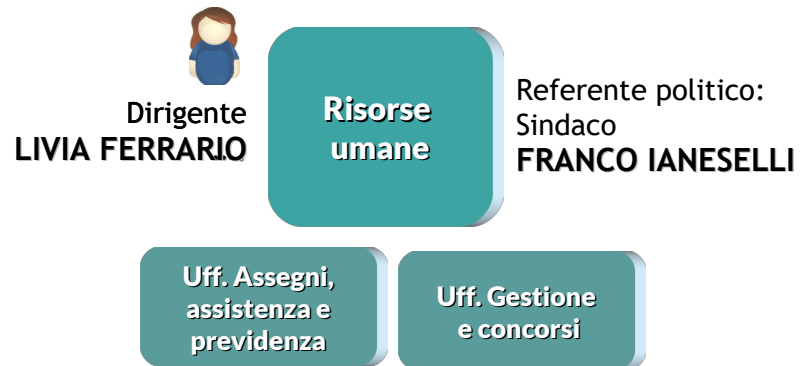 Dirigente
LIVIA FERRARIO
Risorse
umane
Referente politico:
Sindaco
FRANCO IANESELLI
Uff. Assegni,
assistenza e
previdenza
Uff. Gestione
e concorsi